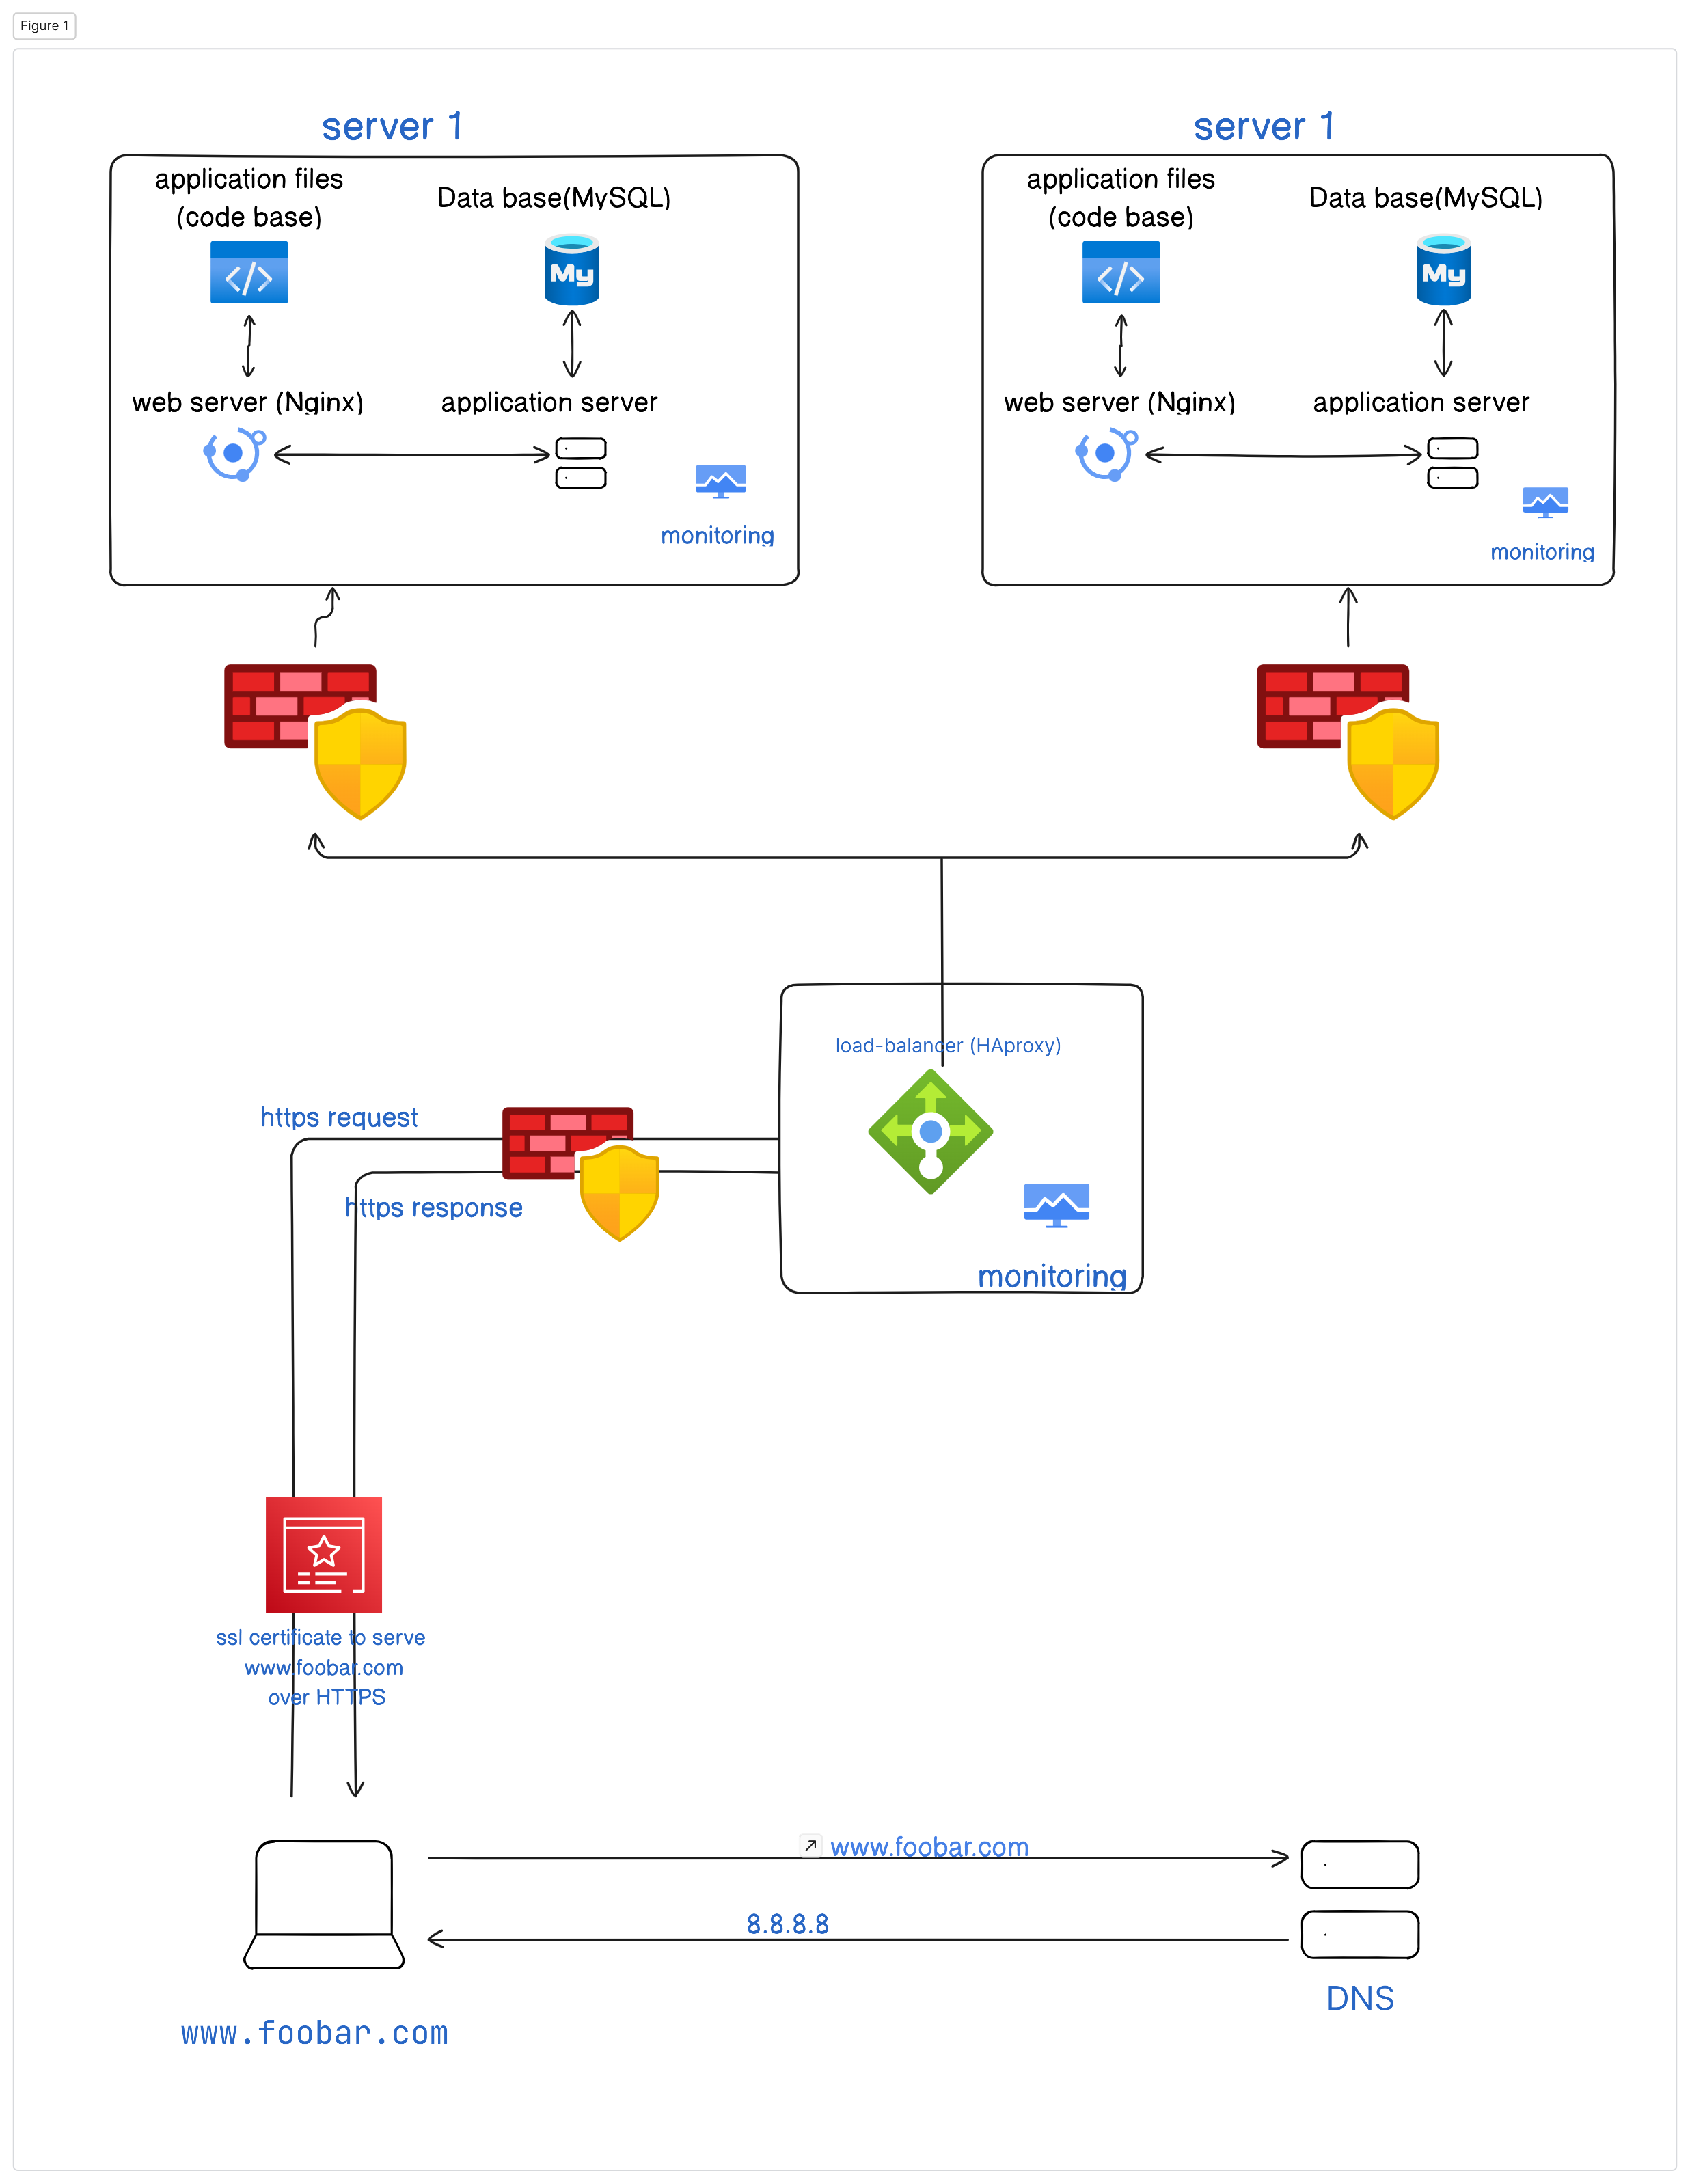 Figure 1
server 1
server 1
application files
(code base)
Data base(MySQL)
My
web server (Nginx)
application server
monitoring
application files
(code base)
Data base(MySQL)
My
web server (Nginx)
application server
monitoring
load-balancer (HAproxy)
monitoring
https request
https response
ssl certificate to serve
www.foobar.com
over HTTPS
www.foobar.com
8.8.8.8
DNS
www.foobar.com